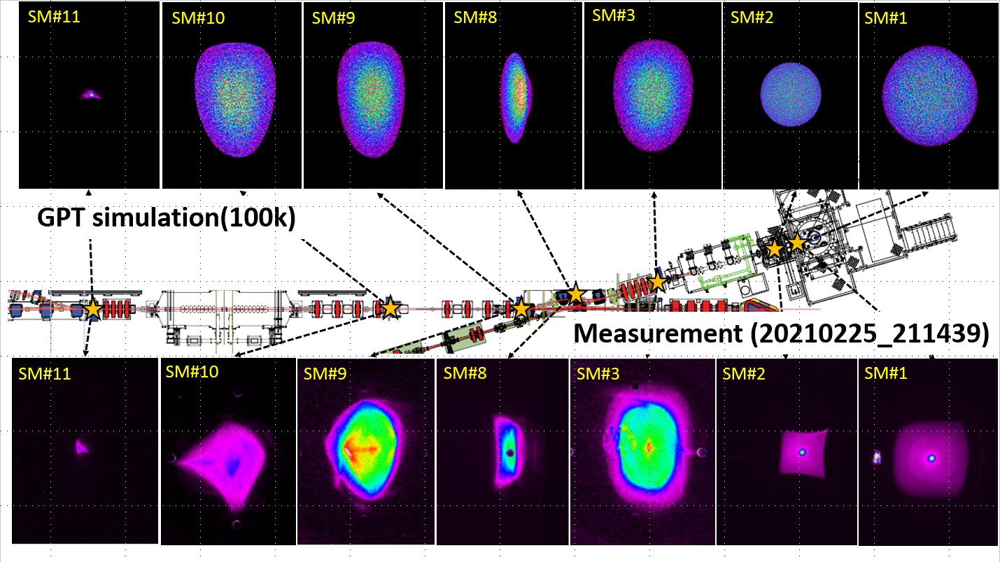 SM#11
SM#10
SM#9
SM#8
SM#3
SM#2
SM#1
GPT simulation(100k)
Measurement (20210225_211439)
SM#11
SM#10
SM#9
SM#8
SM#3
SM#2
SM#1